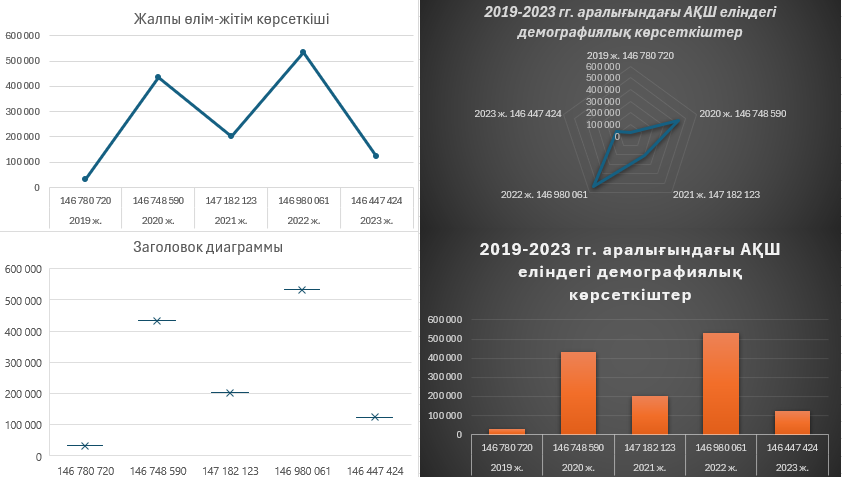 Жалпы өлім-жітім көрсеткіші
600 000
500 000
400 000
300 000
200 000
100 000
0
146 780 720 146 748 590 147 182 123 146 980 061 146 447 424
2019 ж. 2020 ж. 2021 ж. 2022 ж. 2023 ж.
2019-2023 гг. аралығындағы АҚШ еліндегі
демографиялық көрсеткіштер
2019 ж. 146 780 720
600 000
500 000
400 000
300 000
200 000
100 000
0
2023 ж. 146 447 424
2020 ж. 146 748 590
2022 ж. 146 980 061
2021 ж. 147 182 123
Заголовок диаграммы
600 000
500 000
400 000
300 000
200 000
100 000
0
146 780 720 146 748 590 147 182 123 146 980 061 146 447 424
2019-2023 гг. аралығындағы АҚШ
еліндегі демографиялық
көрсеткіштер
600 000
500 000
400 000
300 000
200 000
100 000
0
146 780 720 146 748 590 147 182 123 146 980 061 146 447 424
2019 ж. 2020 ж. 2021 ж. 2022 ж. 2023 ж.